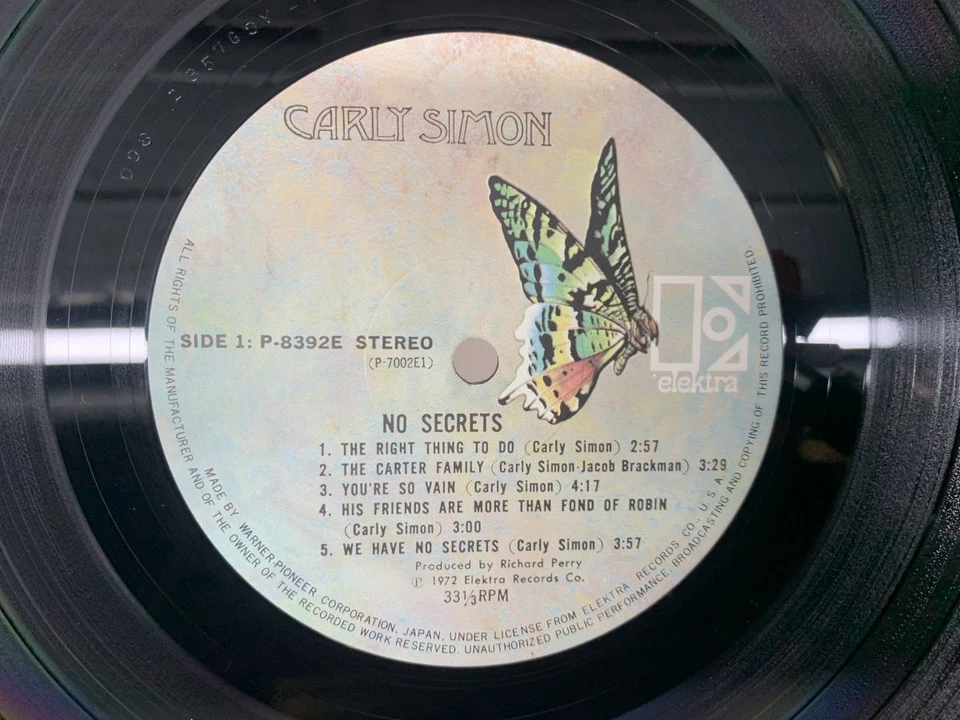 CARLY SIMON
elektra
SIDE 1: P-8392E STEREO
(P-7002E1)
NO SECRETS
1. THE RIGHT THING TO DO (Carly Simon) 2:57
2. THE CARTER FAMILY (Carly Simon-Jacob Brackman) 3:29
3. YOU'RE SO VAIN (Carly Simon) 4:17
4. HIS FRIENDS ARE MORE THAN FOND OF ROBIN
(Carly Simon) 3:00
5. WE HAVE NO SECRETS (Carly Simon) 3:57
Produced by Richard Perry
℗ 1972 Elektra Records Co.
33⅓RPM
MADE BY WARNER-PIONEER CORPORATION, JAPAN, UNDER LICENSE FROM ELEKTRA RECORDS CO., U.S.A.
ALL RIGHTS OF THE MANUFACTURER AND OF THE OWNER OF THE RECORDED WORK RESERVED. UNAUTHORIZED PUBLIC PERFORMANCE, BROADCASTING AND COPYING OF THIS RECORD PROHIBITED.